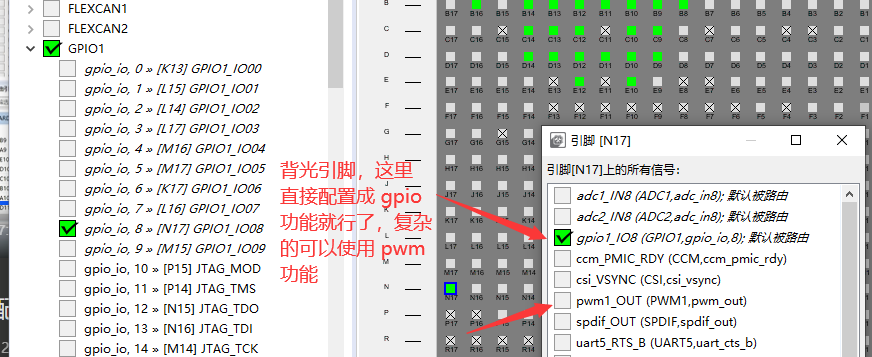 FLEXCAN1
FLEXCAN2
GPIO1
gpio_io, 0 » [K13] GPIO1_IO00
gpio_io, 1 » [L15] GPIO1_IO01
gpio_io, 2 » [L14] GPIO1_IO02
gpio_io, 3 » [L17] GPIO1_IO03
gpio_io, 4 » [M16] GPIO1_IO04
gpio_io, 5 » [M17] GPIO1_IO05
gpio_io, 6 » [K17] GPIO1_IO06
gpio_io, 7 » [L16] GPIO1_IO07
gpio_io, 8 » [N17] GPIO1_IO08
gpio_io, 9 » [M15] GPIO1_IO09
gpio_io, 10 » [P15] JTAG_MOD
gpio_io, 11 » [P14] JTAG_TMS
gpio_io, 12 » [N15] JTAG_TDO
gpio_io, 13 » [N16] JTAG_TDI
gpio_io, 14 » [M14] JTAG_TCK
背光引脚，这里
直接配置成 gpio
功能就行了，复杂
的可以使用 pwm
功能
B
B17 B16 B15 B14 B13 B12 B11 B10 B9 B8 B7 B6 B5 B4 B3 B2
C
C17 C16 C15 C14 C13 C12 C11 C10 C9 C8 C7 C6 C5 C4 C3 C2
D
D17 D16 D15 D14 D13 D12 D11 D10 D9 D8 D7 D6 D5 D4 D3 D2
E
E17 E16 E15 E14 E13 E12 E11 E10 E9 E8 E7 E6 E5 E4 E3 E2
F
F17 F16 F15 F14 F13 F12 F11 F10 F9 F8 F7 F6 F5 F4 F3 F2
G
G17 G16 G15 G14
H
H17 H16 H15 H14
J
J17 J16 J15 J14
K
K17 K16 K15 K14
L
L17 L16 L15 L14
M
M17 M16 M15 M14
N
N17 N16 N15 N14
P
P17 P16 P15 P14
R
R17 R16 R15 R14
引脚 [N17]
引脚[N17]上的所有信号：
adc1_IN8 (ADC1,adc_in8); 默认被路由
adc2_IN8 (ADC2,adc_in8); 默认被路由
gpio1_IO8 (GPIO1,gpio_io,8); 默认被路由
ccm_PMIC_RDY (CCM,ccm_pmic_rdy)
csi_VSYNC (CSI,csi_vsync)
pwm1_OUT (PWM1,pwm_out)
spdif_OUT (SPDIF,spdif_out)
uart5_RTS_B (UART5,uart_cts_b)